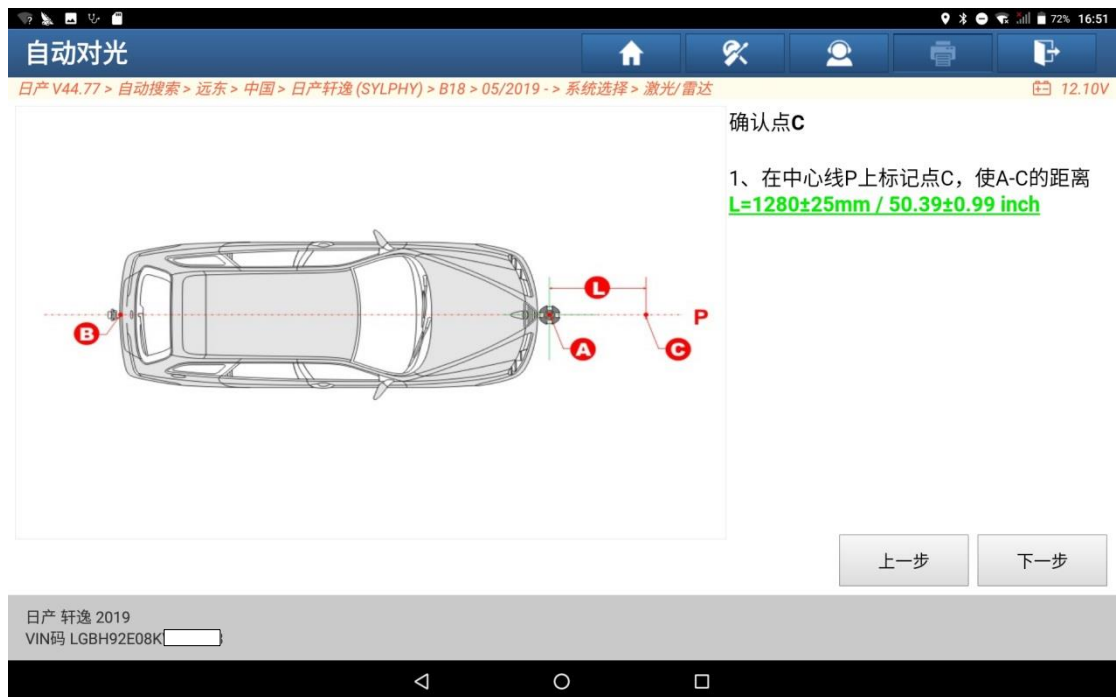 72% 16:51
自动对光
日产 V44.77 > 自动搜索 > 远东 > 中国 > 日产轩逸 (SYLPHY) > B18 > 05/2019 - > 系统选择 > 激光/雷达
12.10V
确认点C
1、在中心线P上标记点C，使A-C的距离
L=1280±25mm / 50.39±0.99 inch
L
P
B
A
C
上一步
下一步
日产 轩逸 2019
VIN码 LGBH92E08K